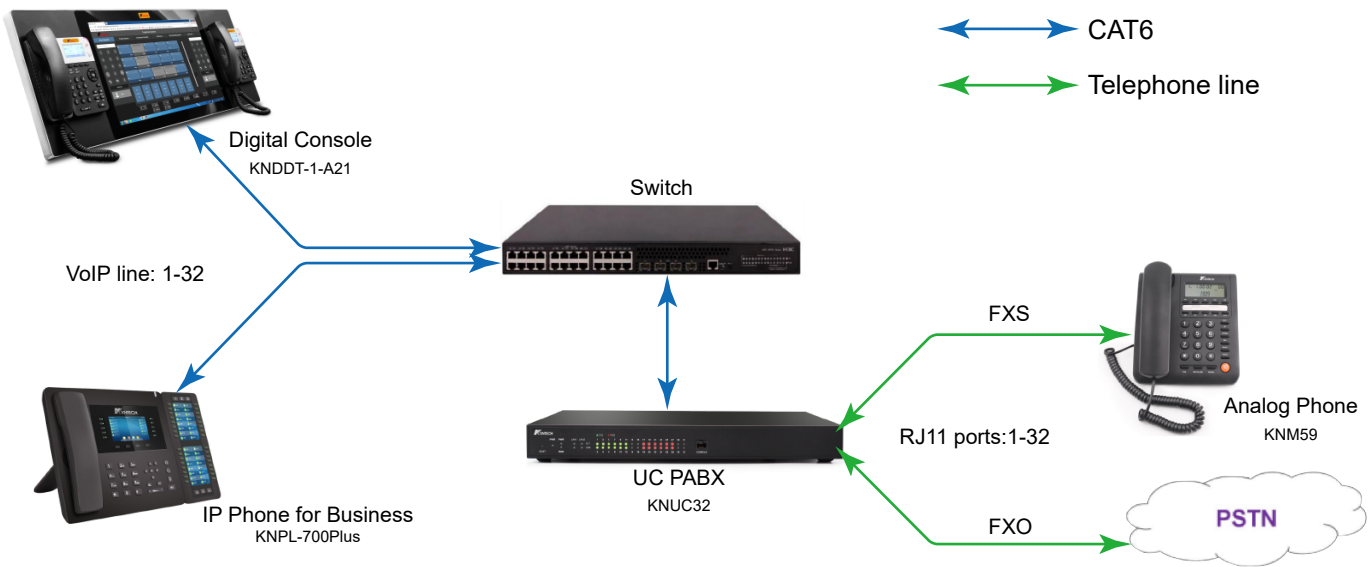 CAT6
Telephone line
Digital Console
KNDDT-1-A21
Switch
VoIP line: 1-32
FXS
Analog Phone
KNM59
RJ11 ports:1-32
UC PABX
KNUC32
IP Phone for Business
KNPL-700Plus
FXO
PSTN